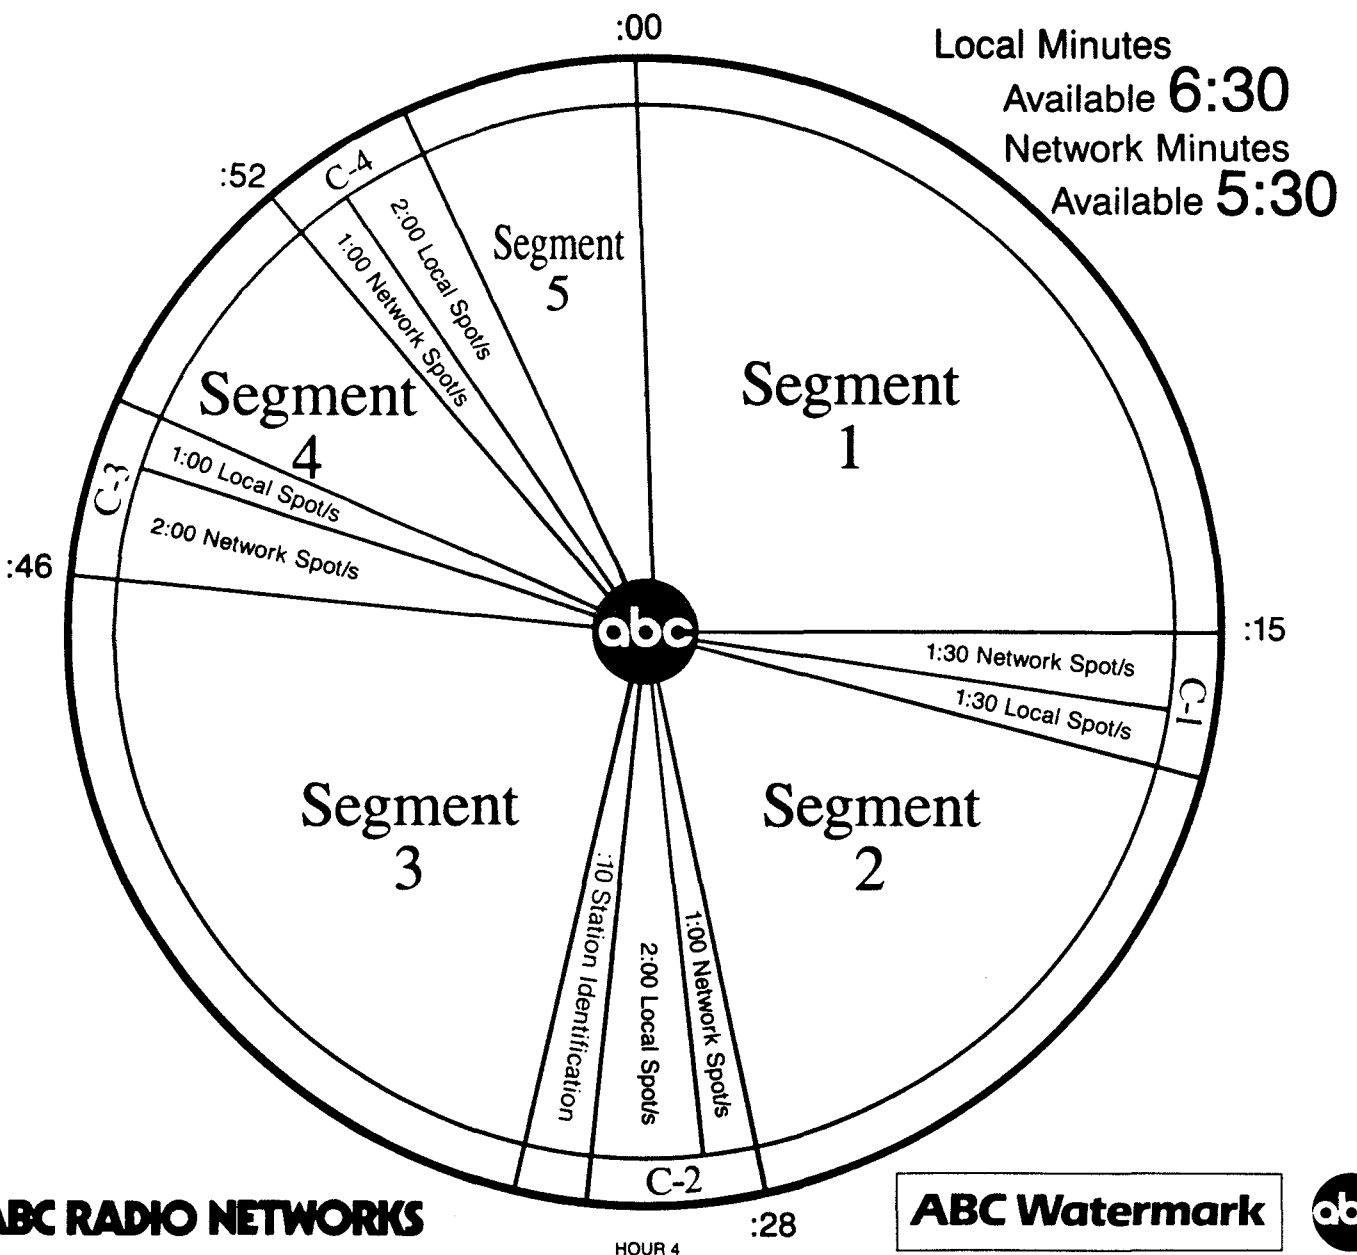 :00
Local Minutes
Available 6:30
Network Minutes
Available 5:30
:52
C-4
2:00 Local Spot/s
1:00 Network Spot/s
Segment
5
Segment
1
Segment
4
C-3
1:00 Local Spot/s
2:00 Network Spot/s
:46
abc
:15
1:30 Network Spot/s
1:30 Local Spot/s
C-1
Segment
3
Segment
2
:10 Station Identification
2:00 Local Spot/s
1:00 Network Spot/s
C-2
:28
ABC RADIO NETWORKS
HOUR 4
ABC Watermark
ab